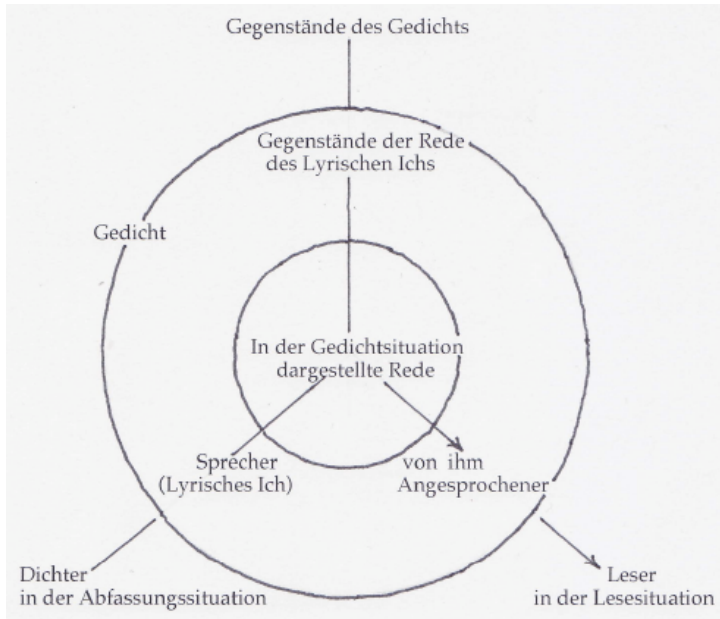 Gegenstände des Gedichts
Gegenstände der Rede
des Lyrischen Ichs
Gedicht
In der Gedichtsituation
dargestellte Rede
Sprecher
(Lyrisches Ich)
von ihm
Angesprochener
Dichter
in der Abfassungssituation
Leser
in der Lesesituation